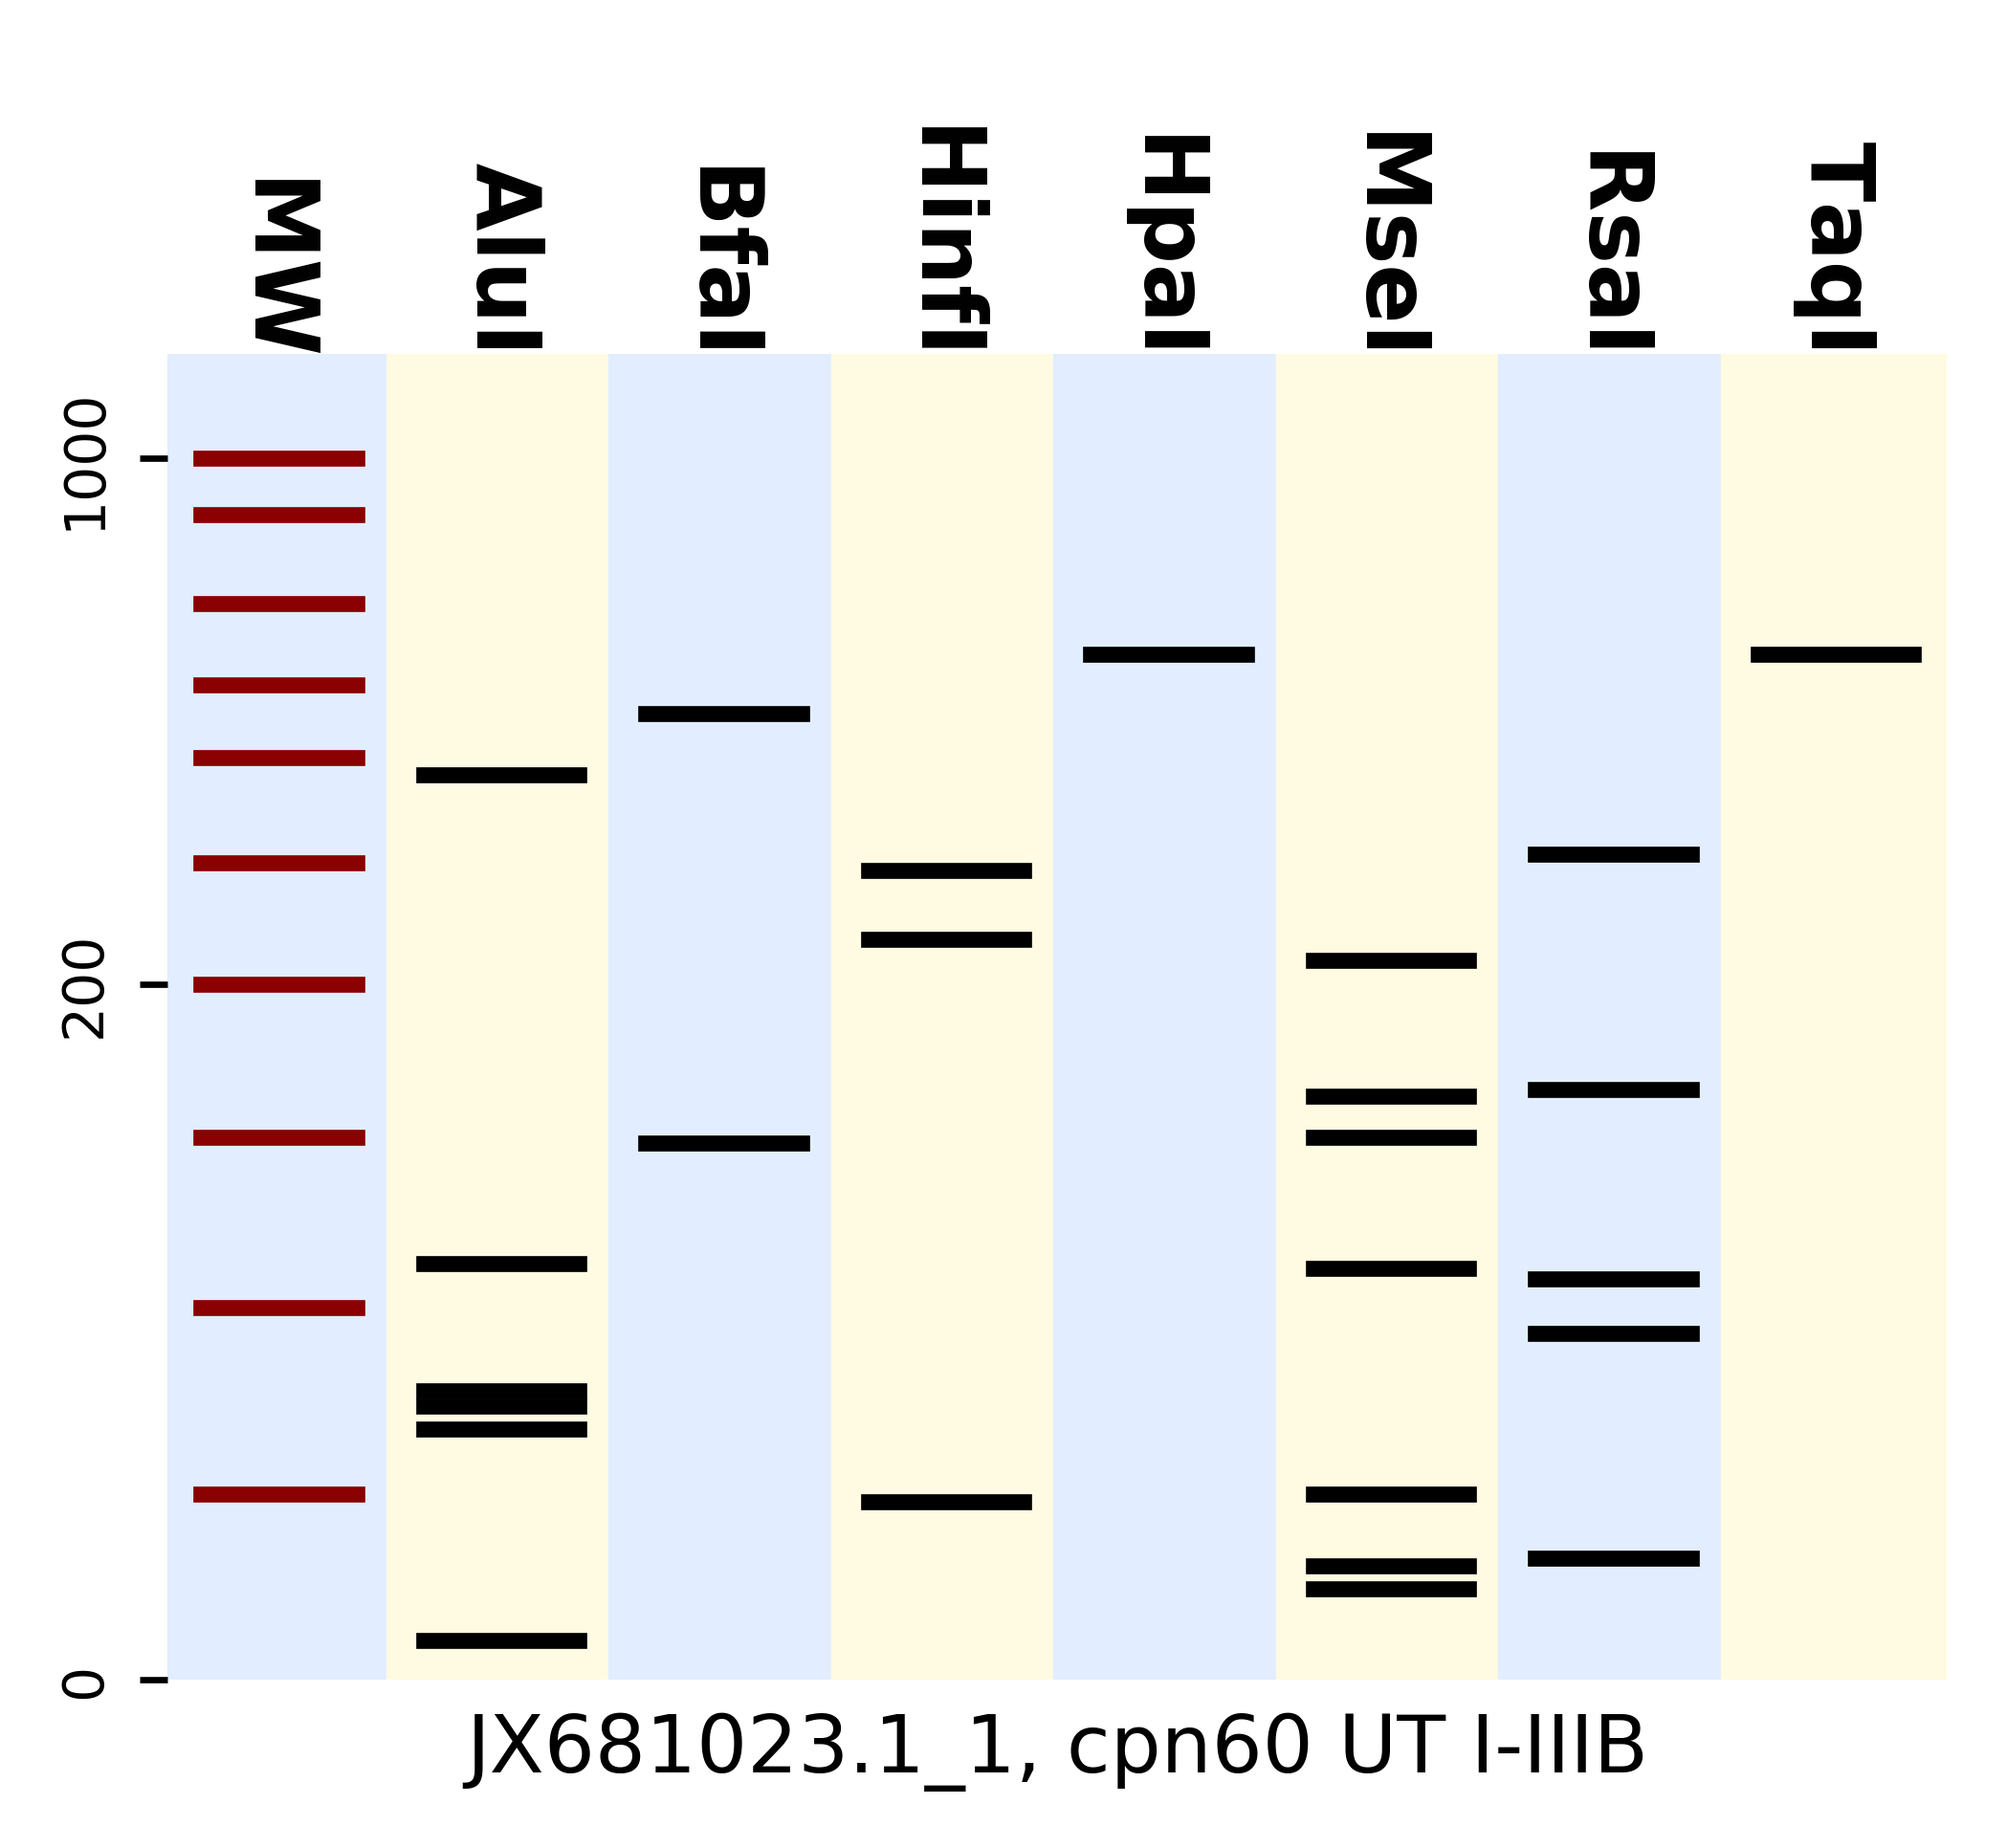 MW
AluI
BfaI
HinfI
HpaI
MseI
RsaI
TaqI
1000
200
0
JX681023.1_1, cpn60 UT I-IIIB